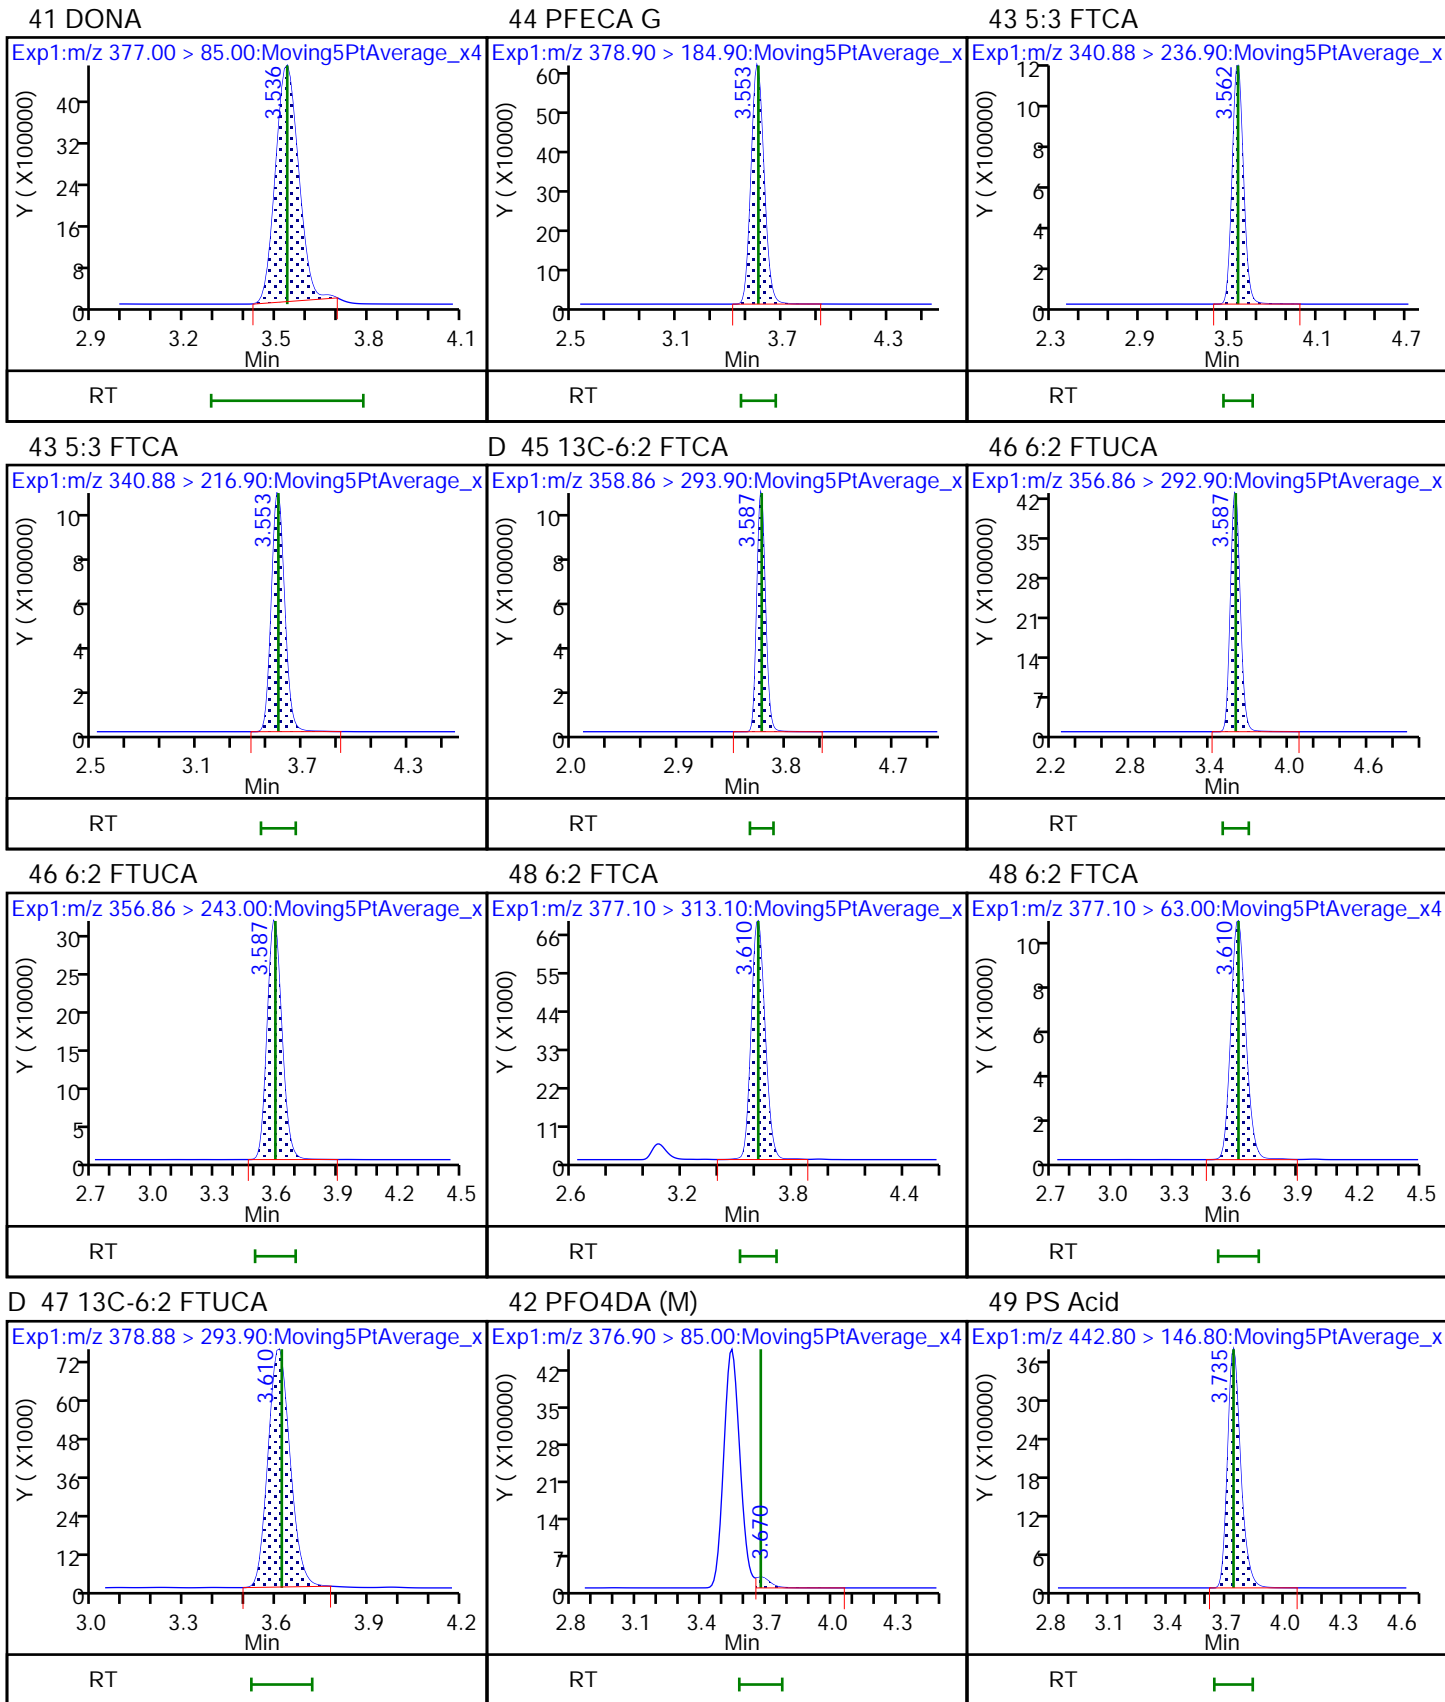 41 DONA
Exp1:m/z 377.00 > 85.00:Moving5PtAverage_x4
3.536
Y ( X100000)
40
32
24
16
8
0
2.9 3.2 3.5 3.8 4.1
Min
RT
44 PFECA G
Exp1:m/z 378.90 > 184.90:Moving5PtAverage_x
3.553
Y ( X100000)
60
50
40
30
20
10
0
2.5 3.1 3.7 4.3
Min
RT
43 5:3 FTCA
Exp1:m/z 340.88 > 236.90:Moving5PtAverage_x
3.562
Y ( X100000)
12
10
8
6
4
2
0
2.3 2.9 3.5 4.1 4.7
Min
RT
43 5:3 FTCA
Exp1:m/z 340.88 > 216.90:Moving5PtAverage_x
3.553
Y ( X100000)
10
8
6
4
2
0
2.5 3.1 3.7 4.3
Min
RT
D 45 13C-6:2 FTCA
Exp1:m/z 358.86 > 293.90:Moving5PtAverage_x
3.587
Y ( X100000)
10
8
6
4
2
0
2.0 2.9 3.8 4.7
Min
RT
46 6:2 FTUCA
Exp1:m/z 356.86 > 292.90:Moving5PtAverage_x
3.587
Y ( X100000)
42
35
28
21
14
7
0
2.2 2.8 3.4 4.0 4.6
Min
RT
46 6:2 FTUCA
Exp1:m/z 356.86 > 243.00:Moving5PtAverage_x
3.587
Y ( X10000)
30
25
20
15
10
5
0
2.7 3.0 3.3 3.6 3.9 4.2 4.5
Min
RT
48 6:2 FTCA
Exp1:m/z 377.10 > 313.10:Moving5PtAverage_x
3.610
Y ( X1000)
66
55
44
33
22
11
0
2.6 3.2 3.8 4.4
Min
RT
48 6:2 FTCA
Exp1:m/z 377.10 > 63.00:Moving5PtAverage_x4
3.610
Y ( X10000)
10
8
6
4
2
0
2.7 3.0 3.3 3.6 3.9 4.2 4.5
Min
RT
D 47 13C-6:2 FTUCA
Exp1:m/z 378.88 > 293.90:Moving5PtAverage_x
3.610
Y ( X1000)
72
60
48
36
24
12
0
3.0 3.3 3.6 3.9 4.2
Min
RT
42 PFO4DA (M)
Exp1:m/z 376.90 > 85.00:Moving5PtAverage_x4
3.670
Y ( X100000)
42
35
28
21
14
7
0
2.8 3.1 3.4 3.7 4.0 4.3
Min
RT
49 PS Acid
Exp1:m/z 442.80 > 146.80:Moving5PtAverage_x
3.735
Y ( X100000)
36
30
24
18
12
6
0
2.8 3.1 3.4 3.7 4.0 4.3 4.6
Min
RT